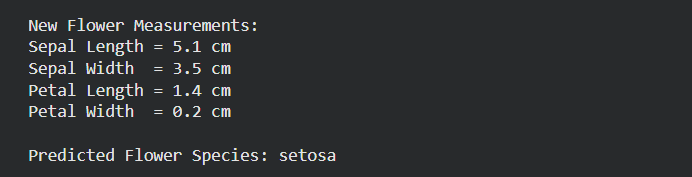 New Flower Measurements:
Sepal Length = 5.1 cm
Sepal Width  = 3.5 cm
Petal Length = 1.4 cm
Petal Width  = 0.2 cm
Predicted Flower Species: setosa